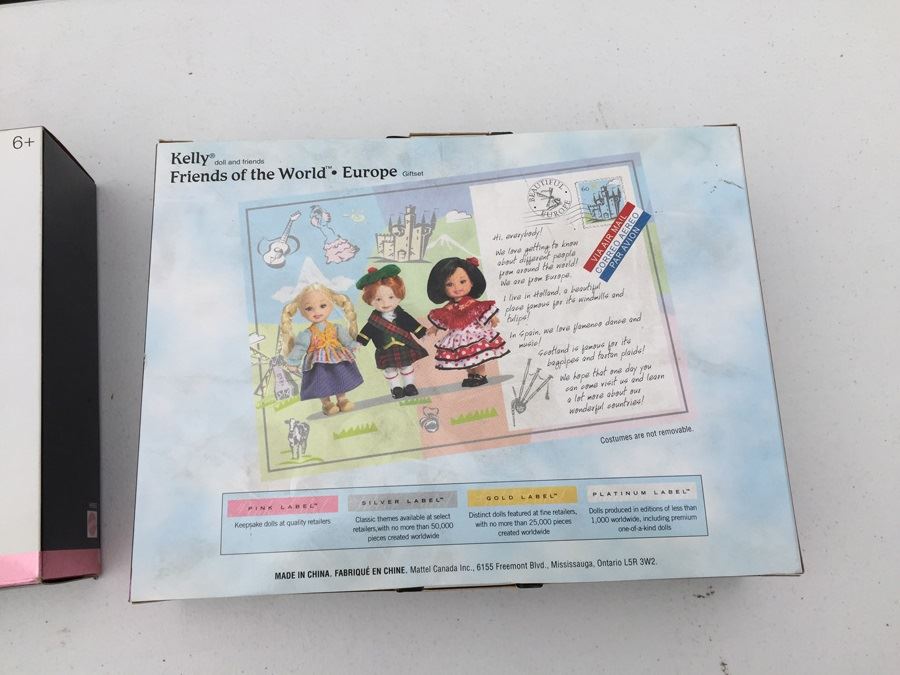 6+
Kelly® doll and friends
Friends of the World™• Europe Giftset
BEAUTIFUL
EUROPE
60
VIA AIR MAIL
CORREO AEREO
PAR AVION
Hi, everybody!
We love getting to know
about different people
from around the world!
We are from Europe.
I live in Holland, a beautiful
place famous for its windmills and
tulips!
In Spain, we love flamenco dance and
music!
Scotland is famous for its
bagpipes and tartan plaids!
We hope that one day you
can come visit us and learn
a lot more about our
wonderful countries!
Costumes are not removable.
PINK LABEL™
Keepsake dolls at quality retailers
SILVER LABEL™
Classic themes available at select
retailers,with no more than 50,000
pieces created worldwide
GOLD LABEL™
Distinct dolls featured at fine retailers,
with no more than 25,000 pieces
created worldwide
PLATINUM LABEL™
Dolls produced in editions of less than
1,000 worldwide, including premium
one-of-a-kind dolls
MADE IN CHINA. FABRIQUÉ EN CHINE. Mattel Canada Inc., 6155 Freemont Blvd., Mississauga, Ontario L5R 3W2.